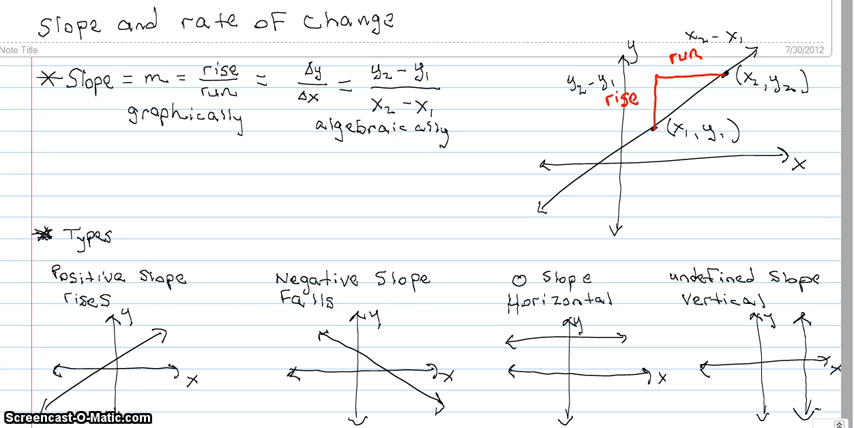 Slope and rate of change
Note Title
7/30/2012
* Slope = m = rise/run = Δy/Δx = (y₂ - y₁)/(x₂ - x₁)
graphically
algebraically
y
x₂ - x₁
run
y₂ - y₁
rise
(x₂, y₂)
(x₁, y₁)
x
* Types
Positive Slope
rises
y
x
Negative Slope
Falls
y
x
0 Slope
Horizontal
y
x
undefined Slope
Vertical
y
x
Screencast-O-Matic.com